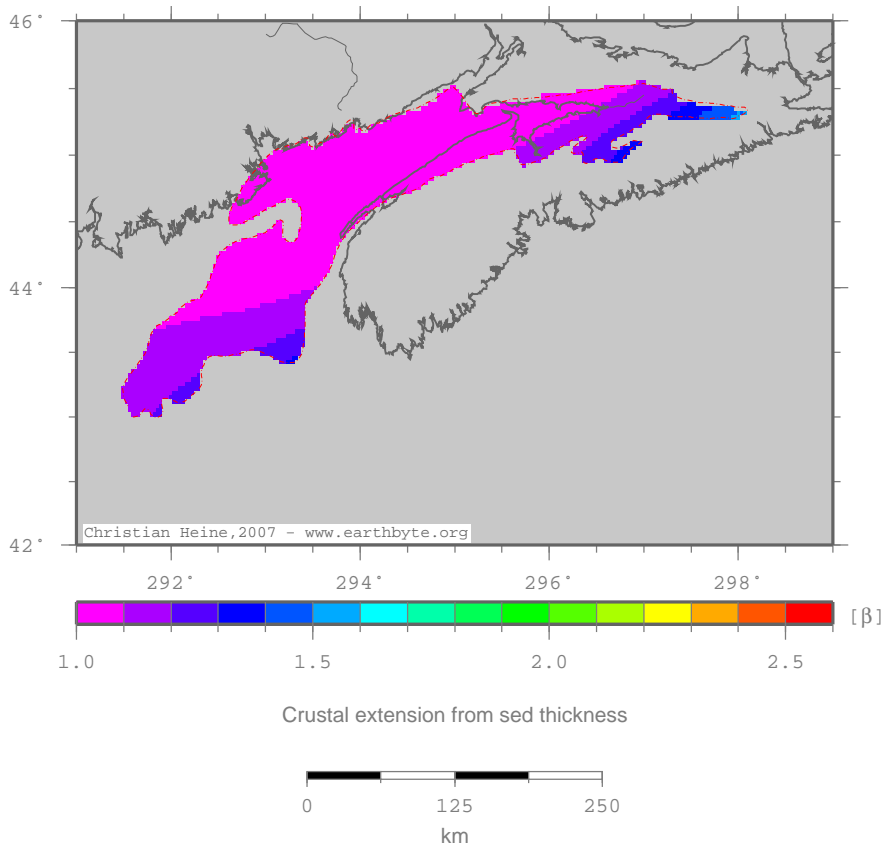 46°
44°
42°
Christian Heine,2007 - www.earthbyte.org
292° 294° 296° 298°
[β]
1.0 1.5 2.0 2.5
Crustal extension from sed thickness
0 125 250
km